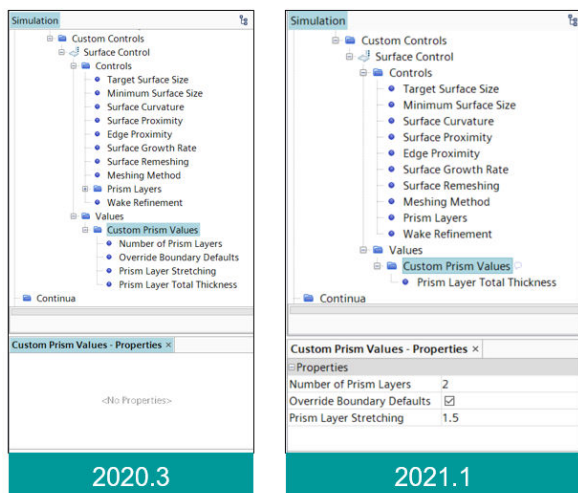 Simulation
Custom Controls
Surface Control
Controls
Target Surface Size
Minimum Surface Size
Surface Curvature
Surface Proximity
Edge Proximity
Surface Growth Rate
Surface Remeshing
Meshing Method
Prism Layers
Wake Refinement
Values
Custom Prism Values
Number of Prism Layers
Override Boundary Defaults
Prism Layer Stretching
Prism Layer Total Thickness
Continua
Custom Prism Values - Properties ×
<No Properties>
2020.3
Simulation
Custom Controls
Surface Control
Controls
Target Surface Size
Minimum Surface Size
Surface Curvature
Surface Proximity
Edge Proximity
Surface Growth Rate
Surface Remeshing
Meshing Method
Prism Layers
Wake Refinement
Values
Custom Prism Values
Prism Layer Total Thickness
Continua
Custom Prism Values - Properties ×
Properties
Number of Prism Layers 2
Override Boundary Defaults
Prism Layer Stretching 1.5
2021.1